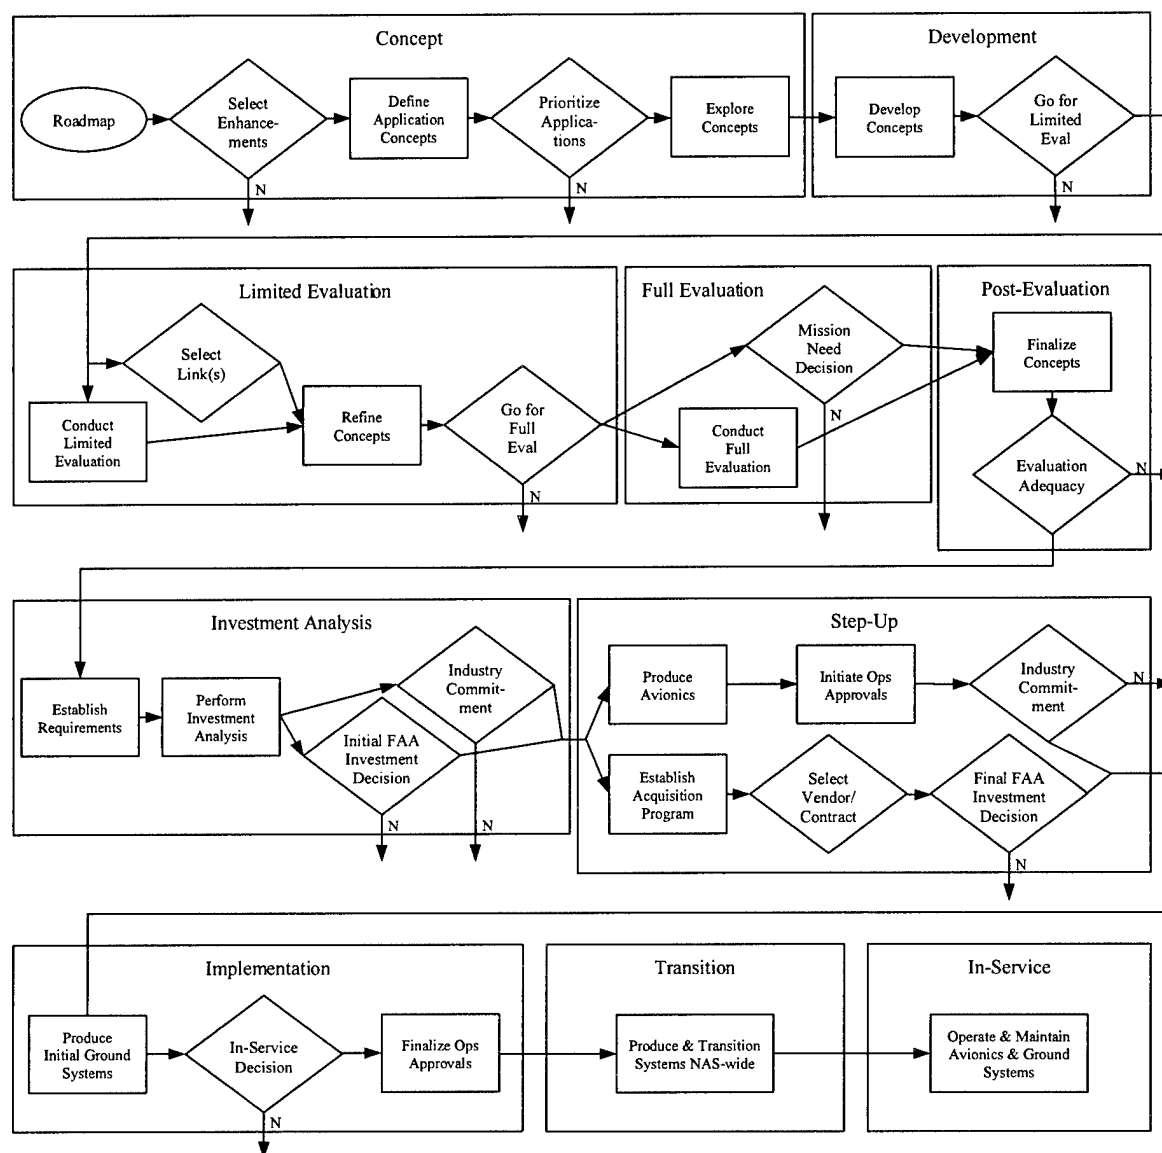 Concept
Roadmap
Select
Enhance-
ments
N
Define
Application
Concepts
Prioritize
Applica-
tions
N
Explore
Concepts
Development
Develop
Concepts
Go for
Limited
Eval
N
Limited Evaluation
Select
Link(s)
Conduct
Limited
Evaluation
Refine
Concepts
Go for
Full
Eval
N
Full Evaluation
Mission
Need
Decision
N
Conduct
Full
Evaluation
Post-Evaluation
Finalize
Concepts
Evaluation
Adequacy
N
Investment Analysis
Establish
Requirements
Perform
Investment
Analysis
Industry
Commit-
ment
N
Initial FAA
Investment
Decision
N
Step-Up
Produce
Avionics
Initiate Ops
Approvals
Industry
Commit-
ment
N
Establish
Acquisition
Program
Select
Vendor/
Contract
Final FAA
Investment
Decision
N
Implementation
Produce
Initial Ground
Systems
In-Service
Decision
N
Finalize Ops
Approvals
Transition
Produce & Transition
Systems NAS-wide
In-Service
Operate & Maintain
Avionics & Ground
Systems